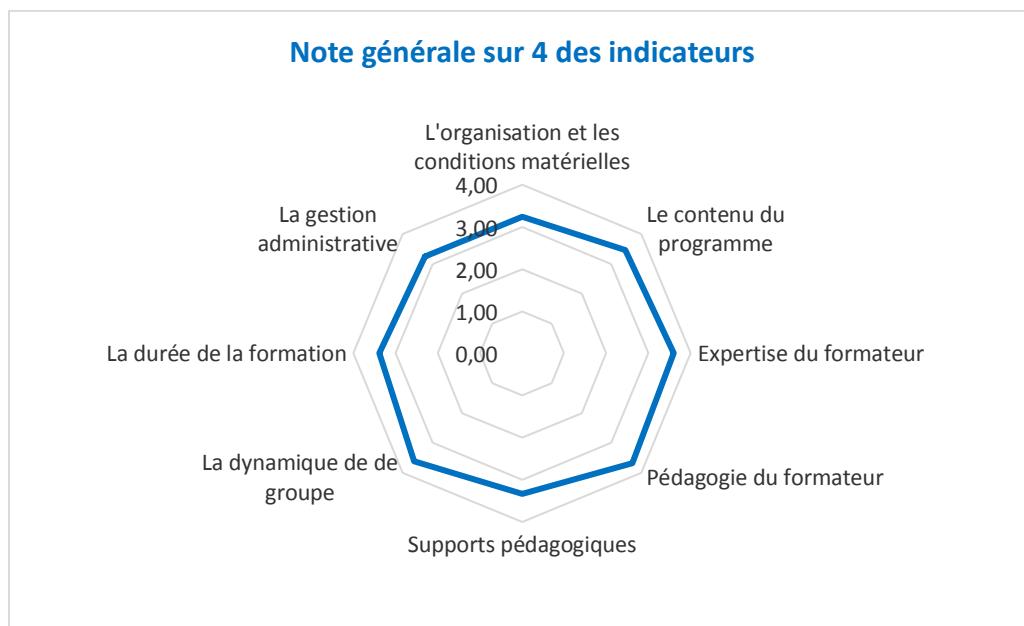 Note générale sur 4 des indicateurs
L'organisation et les
conditions matérielles
4,00
3,00
2,00
1,00
0,00
Le contenu du
programme
Expertise du formateur
Pédagogie du formateur
Supports pédagogiques
La dynamique de de
groupe
La durée de la formation
La gestion
administrative